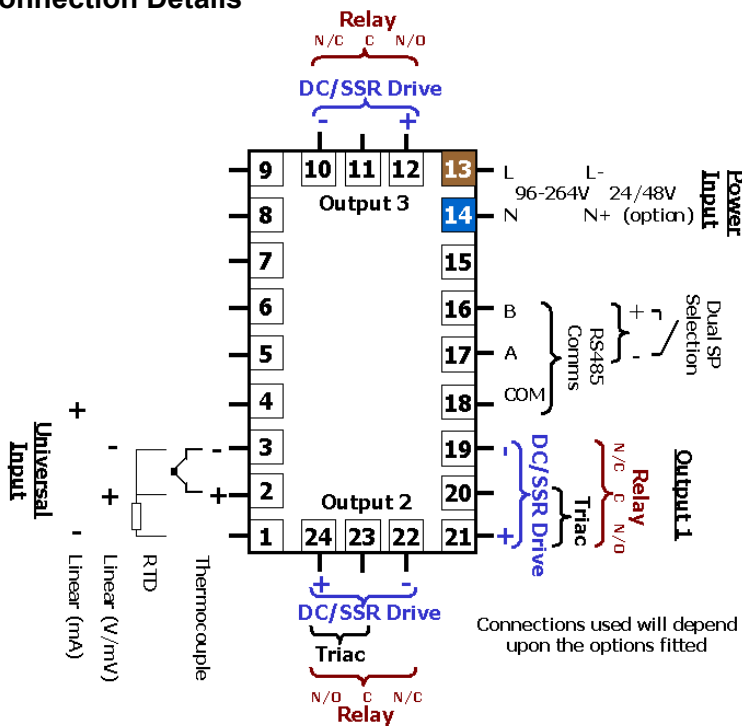 onnection Details
Relay
N/C C N/O
DC/SSR Drive
- +
9 10 11 12 13
Output 3
8
7
6
5
4
3
2
1
14
15
16
17
18
19
20
21
Output 2
24 23 22
+ -
DC/SSR Drive
Triac
N/O C N/C
Relay
L L-
96-264V 24/48V
N N+ (option)
Power
Input
B
A
COM
RS485
Comms
+
-
Dual SP
Selection
-
+
DC/SSR Drive
Triac
N/C C N/O
Relay
Output 1
Connections used will depend
upon the options fitted
+
-
-
+
-
+
Universal
Input
Linear (mA)
Linear (V/mV)
RTD
Thermocouple